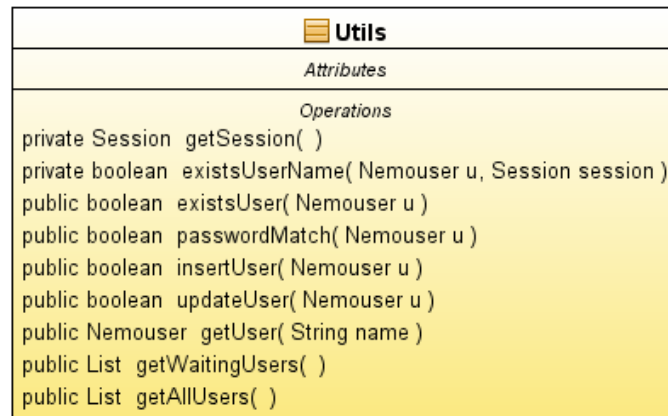 Utils
Attributes
Operations
private Session getSession( )
private boolean existsUserName( Nemouser u, Session session )
public boolean existsUser( Nemouser u )
public boolean passwordMatch( Nemouser u )
public boolean insertUser( Nemouser u )
public boolean updateUser( Nemouser u )
public Nemouser getUser( String name )
public List getWaitingUsers( )
public List getAllUsers( )